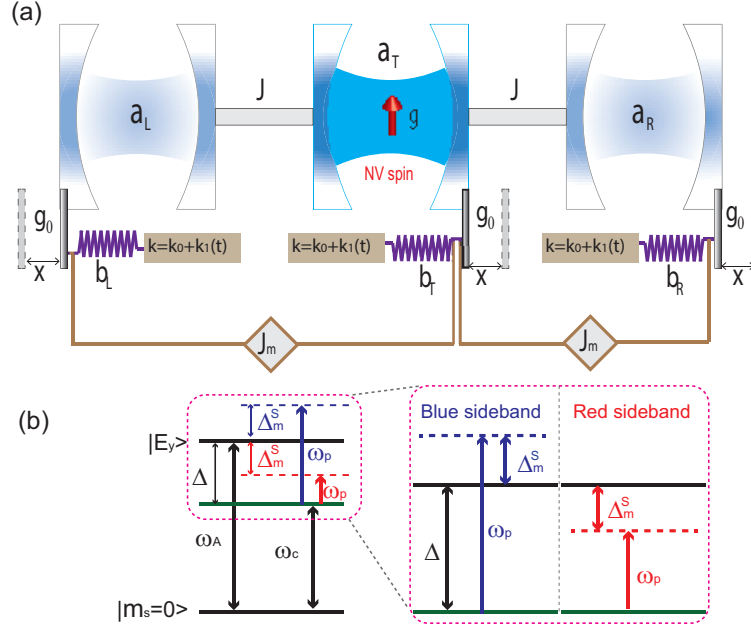 (a)
a_T
J
J
a_L
g
a_R
NV spin
g_0
g_0
g_0
k=k_0+k_1(t)
k=k_0+k_1(t)
k=k_0+k_1(t)
x
b_L
b_T
x
b_R
x
J_m
J_m
(b)
Δ_m^S
Blue sideband
Red sideband
|E_y>
ω_p
Δ_m^S
Δ_m^S
Δ
ω_p
Δ_m^S
ω_A
ω_c
Δ
ω_p
ω_p
|m_s=0>